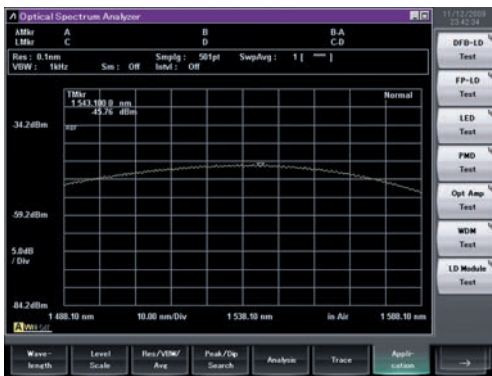 Optical Spectrum Analyzer
11/12/2009
23:42:34
λMkr A B B-A
LMkr C D C-D
Res : 0.1nm Smplg : 501pt SwpAvg : 1 [ ]
VBW : 1kHz Sm : Off Intvl : Off
TMkr
1 543.100 0 nm
-45.76 dBm
Normal
-34.2dBm
REF
-59.2dBm
5.0dB
/ Div
-84.2dBm
1 488.10 nm 10.00 nm/Div 1 538.10 nm in Air 1 588.10 nm
A
DFB-LD
Test
FP-LD
Test
LED
Test
PMD
Test
Opt Amp
Test
WDM
Test
LD Module
Test
Wave-
length
Level
Scale
Res/VBW/
Avg
Peak/Dip
Search
Analysis
Trace
Appli-
cation
→